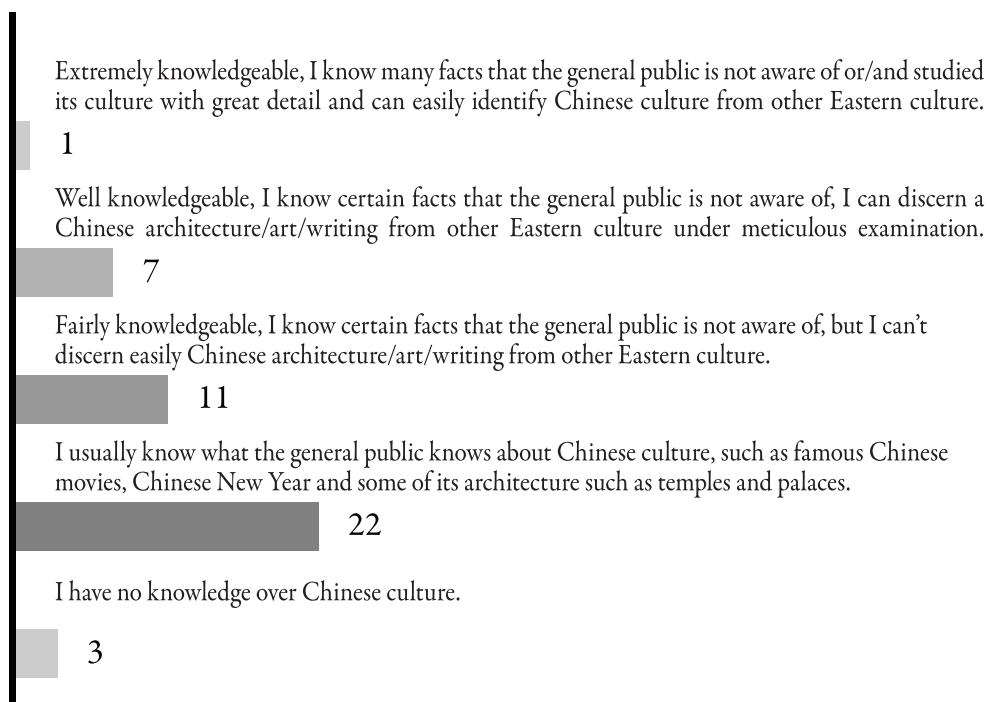 Extremely knowledgeable, I know many facts that the general public is not aware of or/and studied
its culture with great detail and can easily identify Chinese culture from other Eastern culture.
1
Well knowledgeable, I know certain facts that the general public is not aware of, I can discern a
Chinese architecture/art/writing from other Eastern culture under meticulous examination.
7
Fairly knowledgeable, I know certain facts that the general public is not aware of, but I can’t
discern easily Chinese architecture/art/writing from other Eastern culture.
11
I usually know what the general public knows about Chinese culture, such as famous Chinese
movies, Chinese New Year and some of its architecture such as temples and palaces.
22
I have no knowledge over Chinese culture.
3